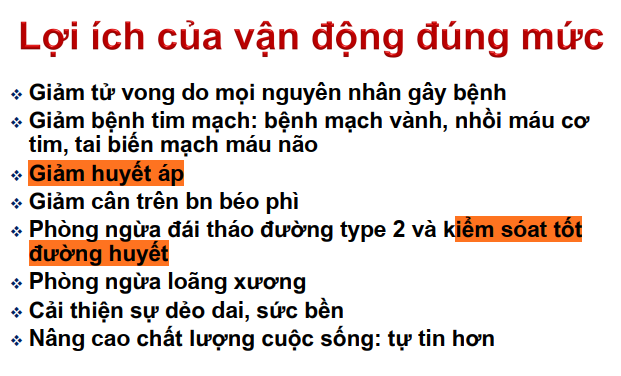 Lợi ích của vận động đúng mức
❖ Giảm tử vong do mọi nguyên nhân gây bệnh
❖ Giảm bệnh tim mạch: bệnh mạch vành, nhồi máu cơ
tim, tai biến mạch máu não
❖ Giảm huyết áp
❖ Giảm cân trên bn béo phì
❖ Phòng ngừa đái tháo đường type 2 và kiểm sóat tốt
đường huyết
❖ Phòng ngừa loãng xương
❖ Cải thiện sự dẻo dai, sức bền
❖ Nâng cao chất lượng cuộc sống: tự tin hơn